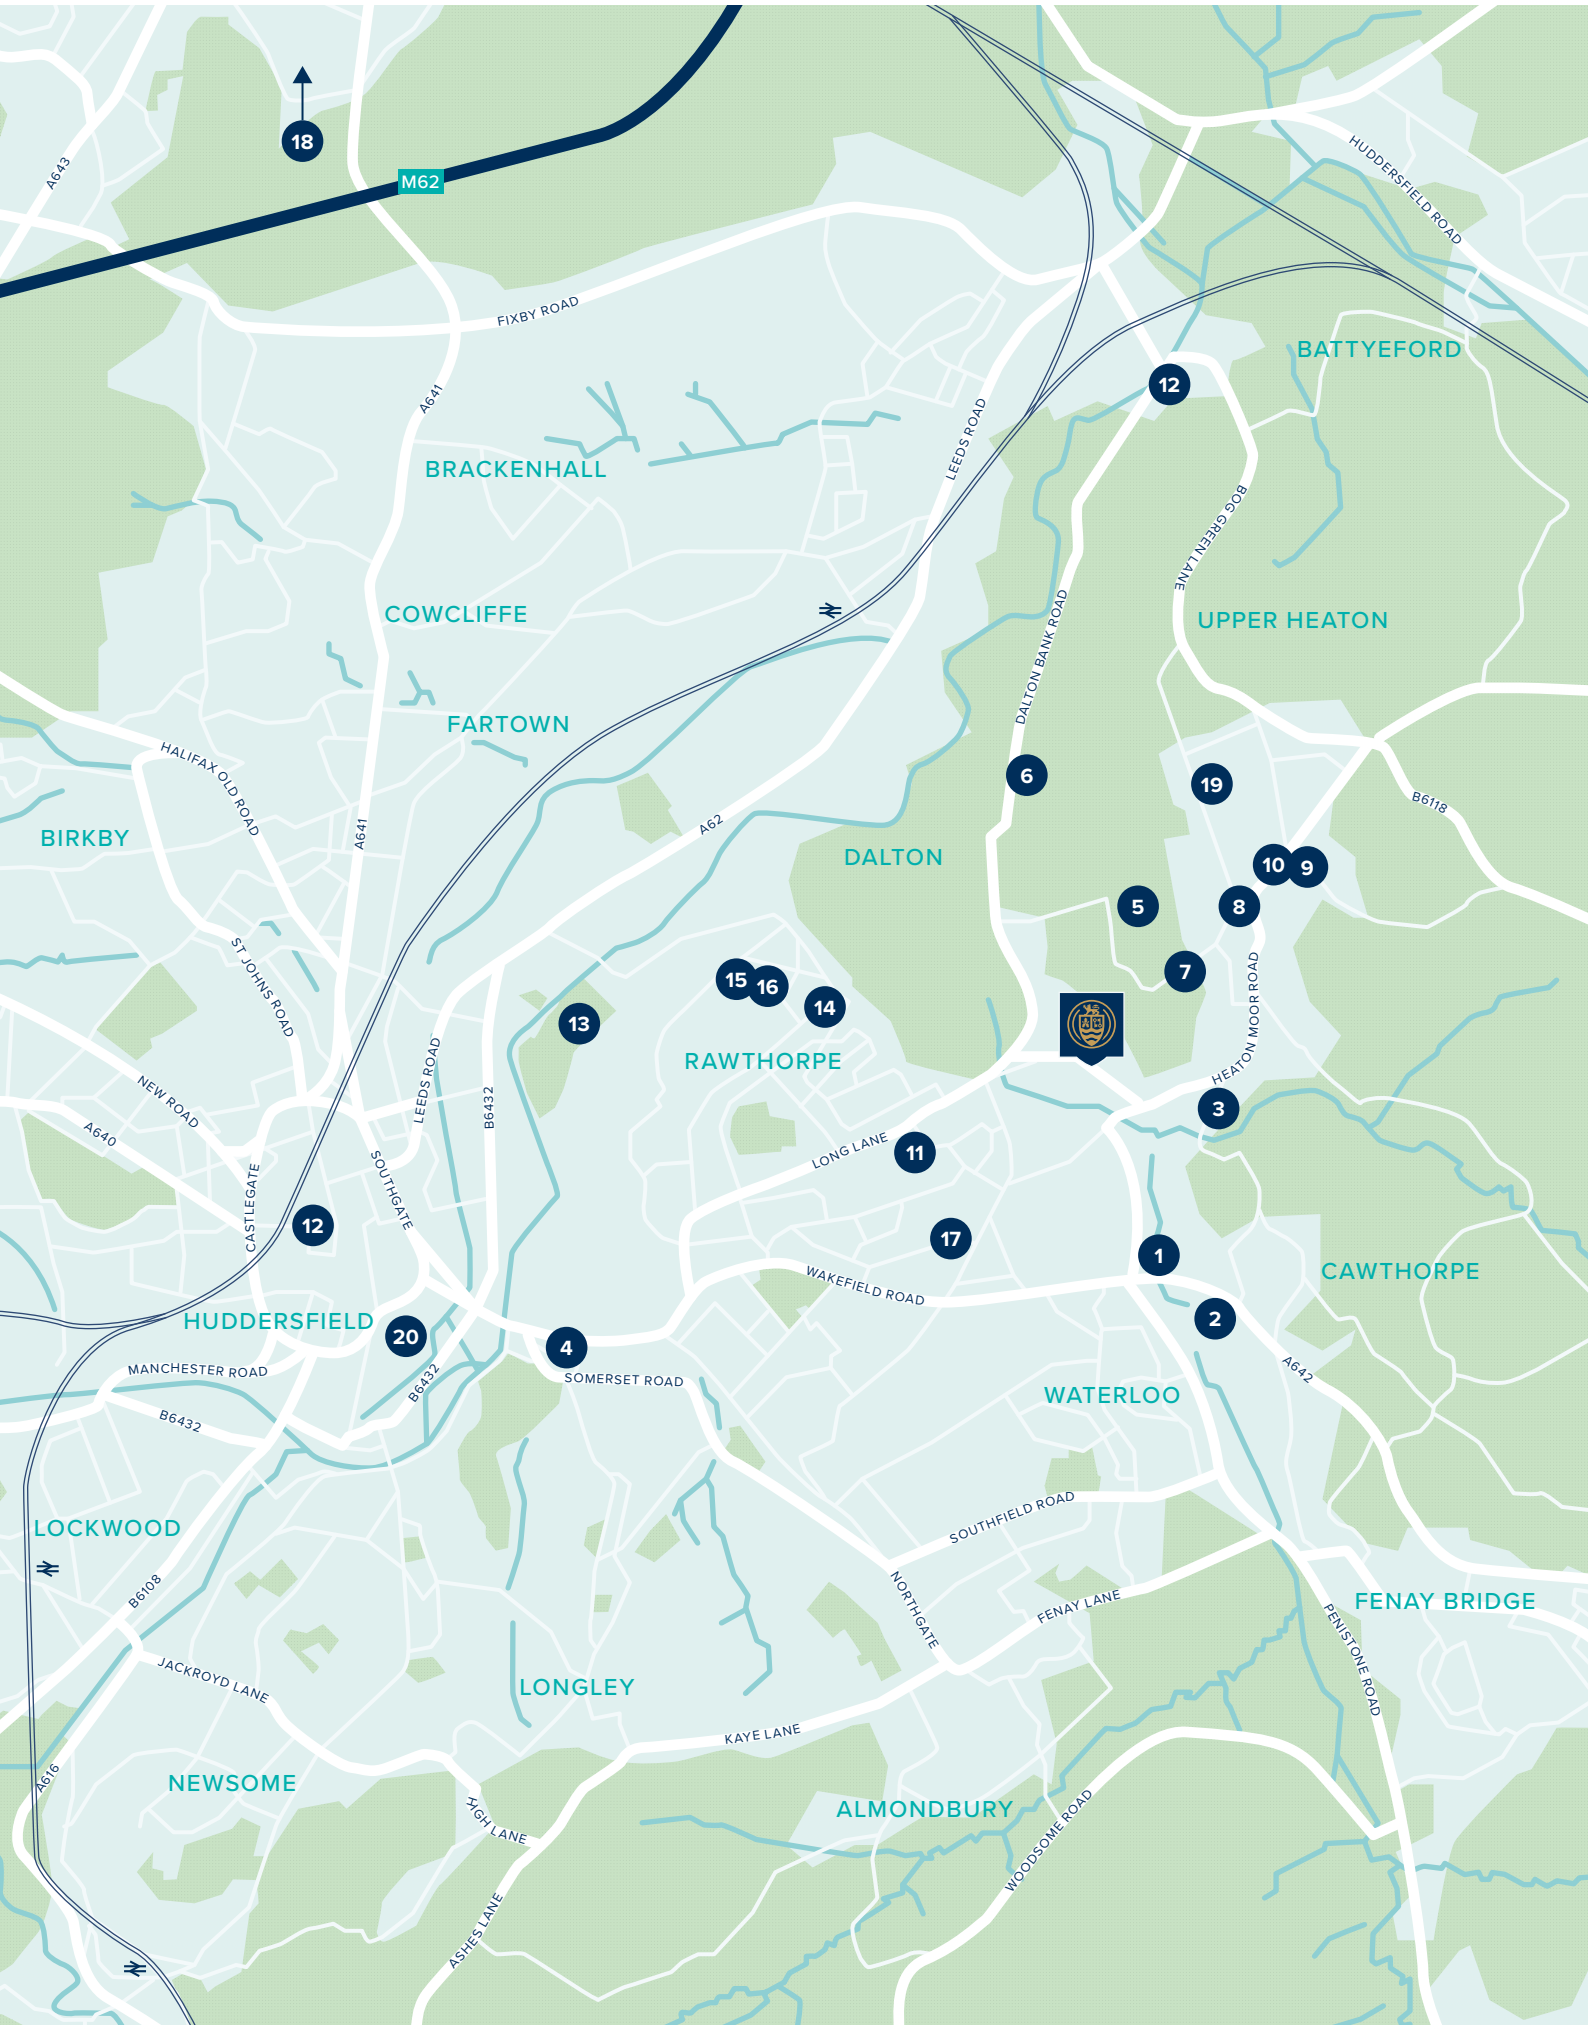 18
M62
A643
HUDDERSFIELD ROAD
FIXBY ROAD
BATTYEFORD
12
A641
LEEDS ROAD
BRACKENHALL
BOG GREEN LANE
COWCLIFFE
UPPER HEATON
DALTON BANK ROAD
FARTOWN
HALIFAX OLD ROAD
6
19
B6118
A62
BIRKBY
A641
DALTON
10
9
5
8
ST JOHNS ROAD
7
15
16
14
13
HEATON MOOR ROAD
RAWTHORPE
LEEDS ROAD
NEW ROAD
B6432
3
A640
LONG LANE
11
SOUTHGATE
CASTLEGATE
12
17
1
CAWTHORPE
WAKEFIELD ROAD
HUDDERSFIELD
20
2
4
MANCHESTER ROAD
SOMERSET ROAD
A642
B6432
WATERLOO
B6432
SOUTHFIELD ROAD
LOCKWOOD
B6108
NORTHGATE
FENAY LANE
FENAY BRIDGE
PENISTONE ROAD
JACKROYD LANE
LONGLEY
KAYE LANE
A616
NEWSOME
HIGH LANE
ALMONDBURY
WOODSOME ROAD
ASHES LANE